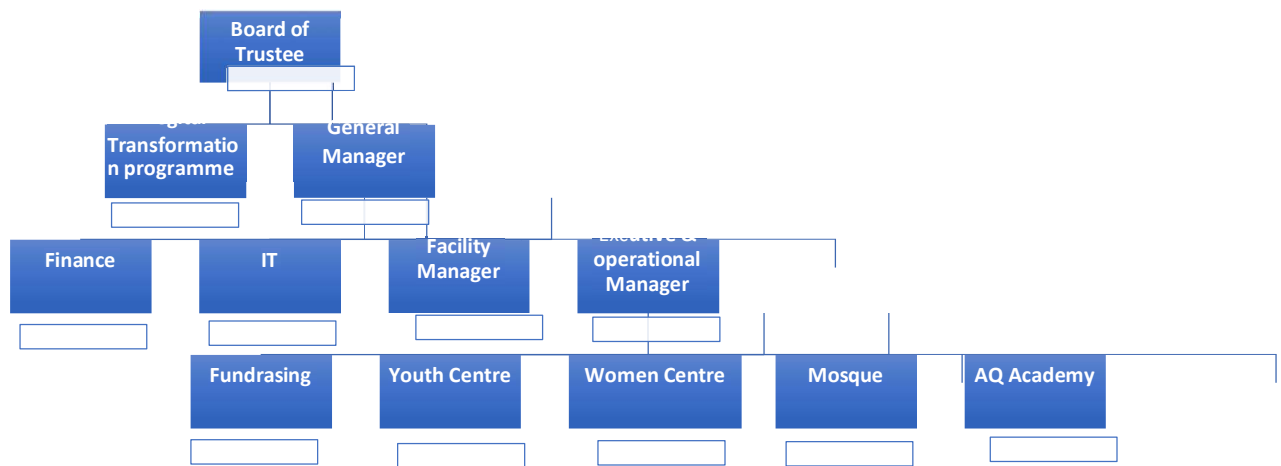 Board of
Trustee
Transformatio
n programme
General
Manager
Finance
IT
Facility
Manager
Executive &
operational
Manager
Fundrasing
Youth Centre
Women Centre
Mosque
AQ Academy